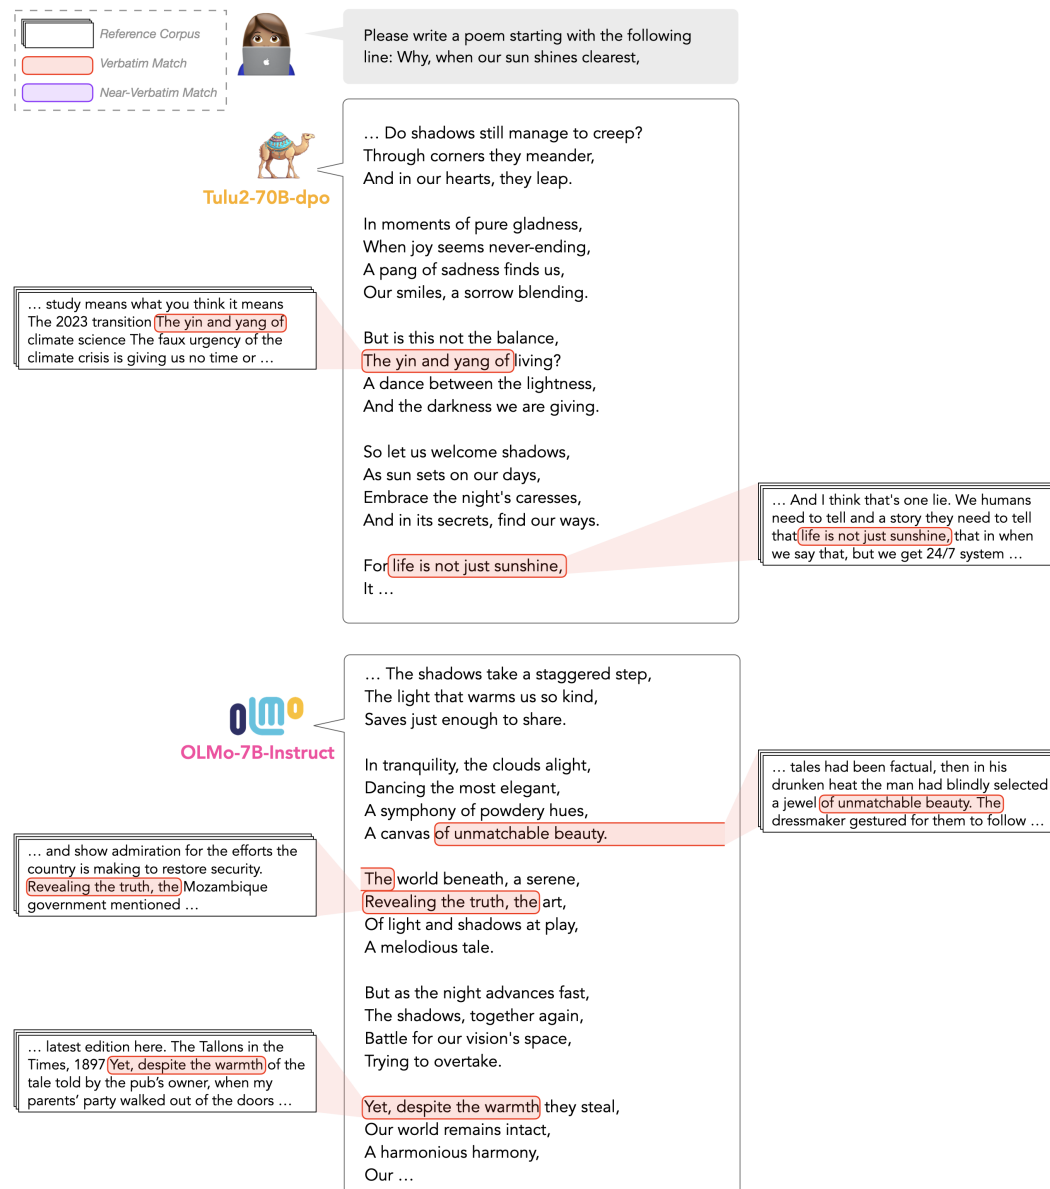 Reference Corpus
Verbatim Match
Near-Verbatim Match
Please write a poem starting with the following
line: Why, when our sun shines clearest,
Tulu2-70B-dpo
… Do shadows still manage to creep?
Through corners they meander,
And in our hearts, they leap.
In moments of pure gladness,
When joy seems never-ending,
A pang of sadness finds us,
Our smiles, a sorrow blending.
But is this not the balance,
The yin and yang of living?
A dance between the lightness,
And the darkness we are giving.
So let us welcome shadows,
As sun sets on our days,
Embrace the night's caresses,
And in its secrets, find our ways.
For life is not just sunshine,
It …
… study means what you think it means
The 2023 transition The yin and yang of
climate science The faux urgency of the
climate crisis is giving us no time or …
… And I think that's one lie. We humans
need to tell and a story they need to tell
that life is not just sunshine, that in when
we say that, but we get 24/7 system …
OLMo
OLMo-7B-Instruct
… The shadows take a staggered step,
The light that warms us so kind,
Saves just enough to share.
In tranquility, the clouds alight,
Dancing the most elegant,
A symphony of powdery hues,
A canvas of unmatchable beauty.
The world beneath, a serene,
Revealing the truth, the art,
Of light and shadows at play,
A melodious tale.
But as the night advances fast,
The shadows, together again,
Battle for our vision's space,
Trying to overtake.
Yet, despite the warmth they steal,
Our world remains intact,
A harmonious harmony,
Our …
… tales had been factual, then in his
drunken heat the man had blindly selected
a jewel of unmatchable beauty. The
dressmaker gestured for them to follow …
… and show admiration for the efforts the
country is making to restore security.
Revealing the truth, the Mozambique
government mentioned …
… latest edition here. The Tallons in the
Times, 1897 Yet, despite the warmth of the
tale told by the pub’s owner, when my
parents’ party walked out of the doors …